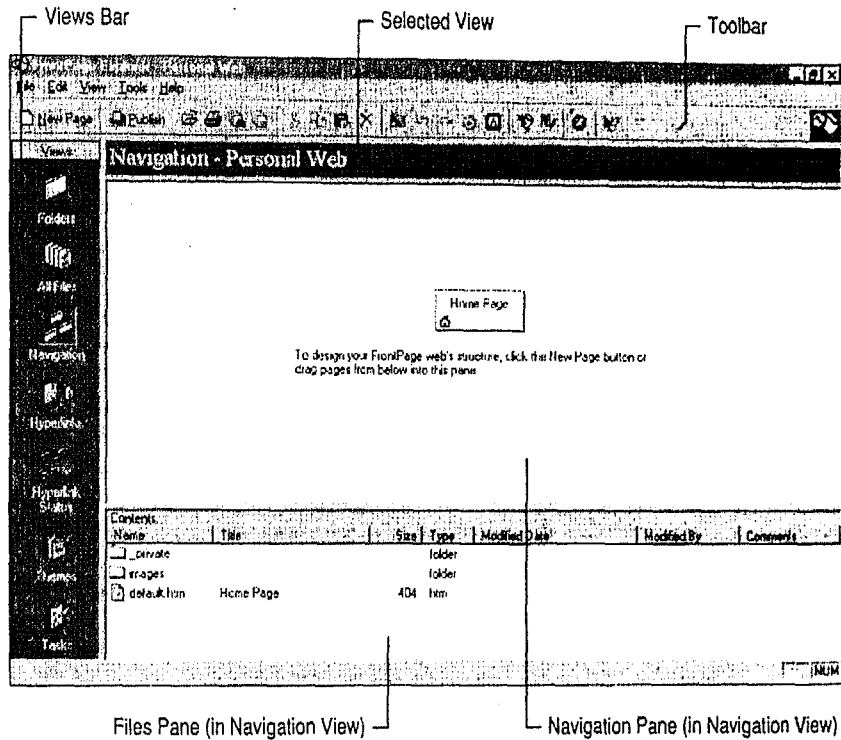 Views Bar
Selected View
Toolbar
File Edit View Tools Help
New Page Publish
Views
Navigation - Personal Web
Folders
All Files
Navigation
Hyperlinks
Hyperlink
Status
Themes
Tasks
Home Page
To design your FrontPage web's structure, click the New Page button or
drag pages from below into this pane
Contents
Name Title Size Type Modified Date Modified By Comments
_private folder
images folder
default.htm Home Page 404 htm
NUM
Files Pane (in Navigation View)
Navigation Pane (in Navigation View)